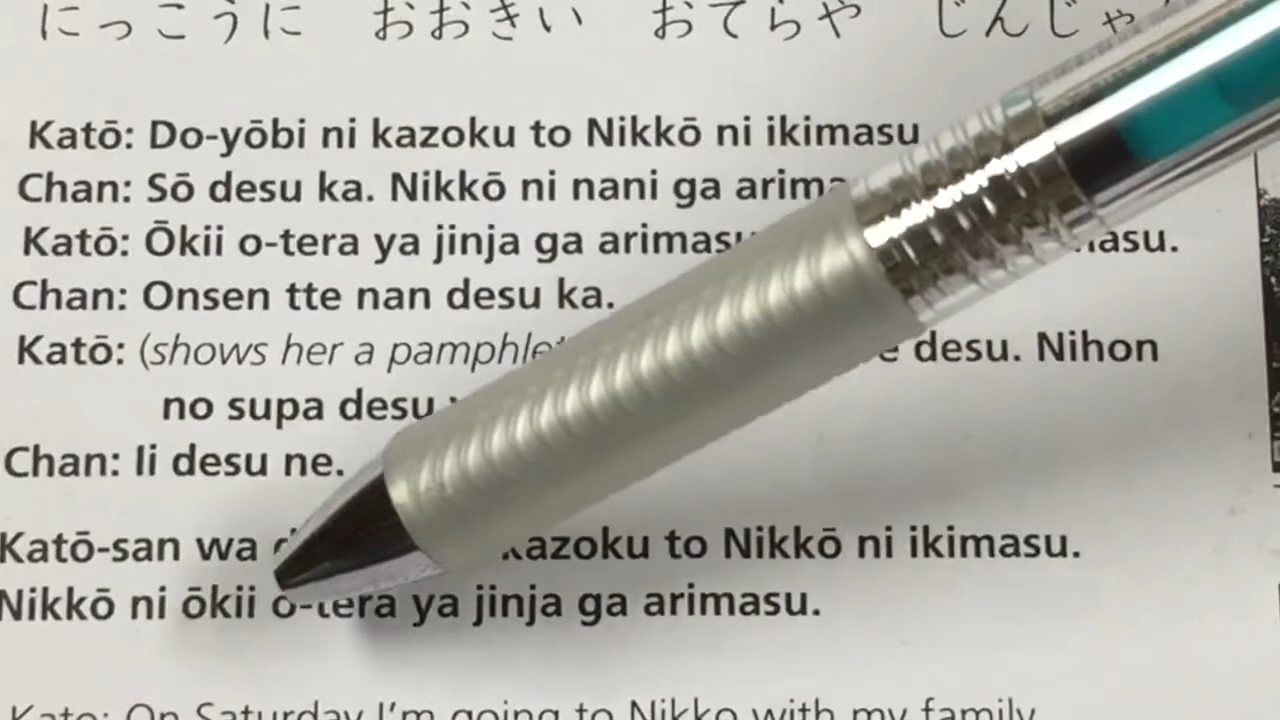 にっこうに おおきい おてらや じんじゃ
Katō: Do-yōbi ni kazoku to Nikkō ni ikimasu
Chan: Sō desu ka. Nikkō ni nani ga
Katō: Ōkii o-tera ya jinja ga
Chan: Onsen tte nan desu ka.
Katō: (shows her a desu. Nihon
no supa desu
Chan: Ii desu ne.
Katō-san wa kazoku to Nikkō ni ikimasu.
Nikkō ni ōkii o-tera ya jinja ga arimasu.
Kato: On Saturday I'm going to Nikko with my family